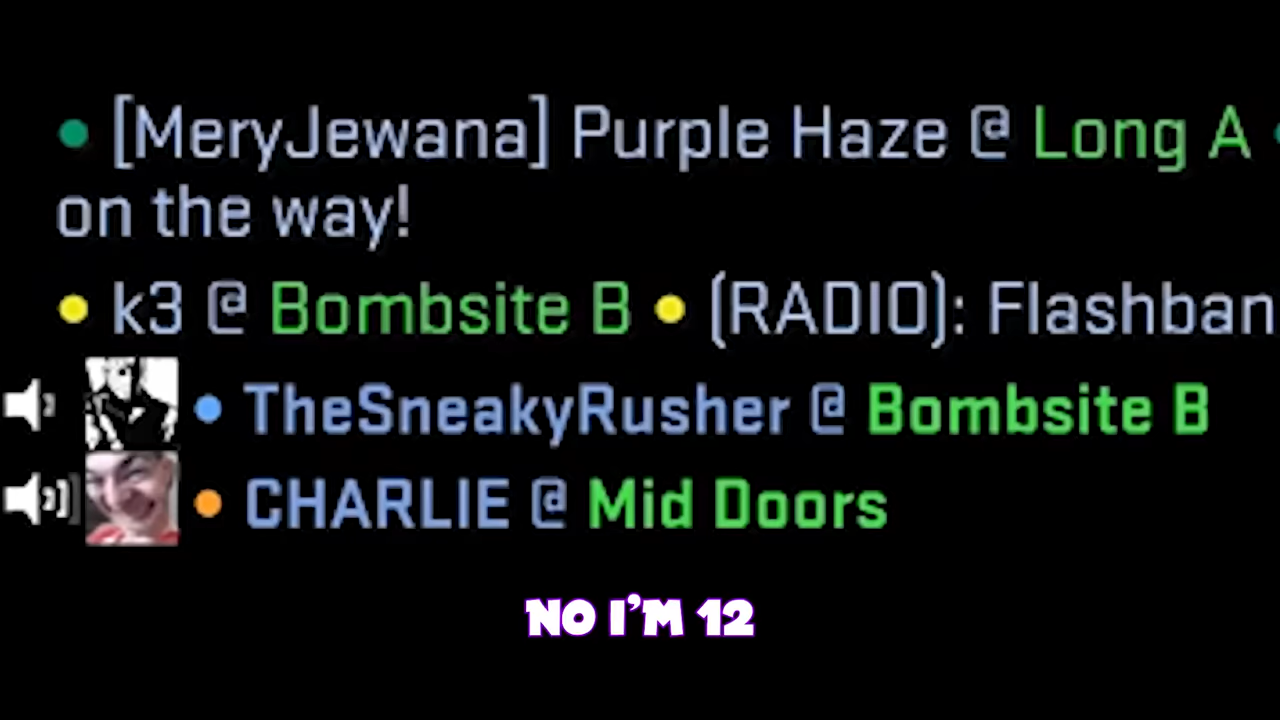 [MeryJewana] Purple Haze @ Long A
on the way!
k3 @ Bombsite B (RADIO): Flashban
TheSneakyRusher @ Bombsite B
CHARLIE @ Mid Doors
NO I'M 12